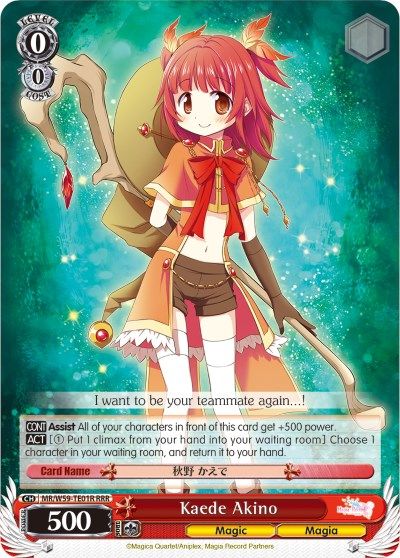 LEVEL
0
0
COST
I want to be your teammate again...!
CONT Assist All of your characters in front of this card get +500 power.
ACT [① Put 1 climax from your hand into your waiting room] Choose 1
character in your waiting room, and return it to your hand.
Card Name 秋野 かえで
CH MR/W59-TE01R RRR
500
Kaede Akino
Magic Magia
©Magica Quartet/Aniplex, Magia Record Partners